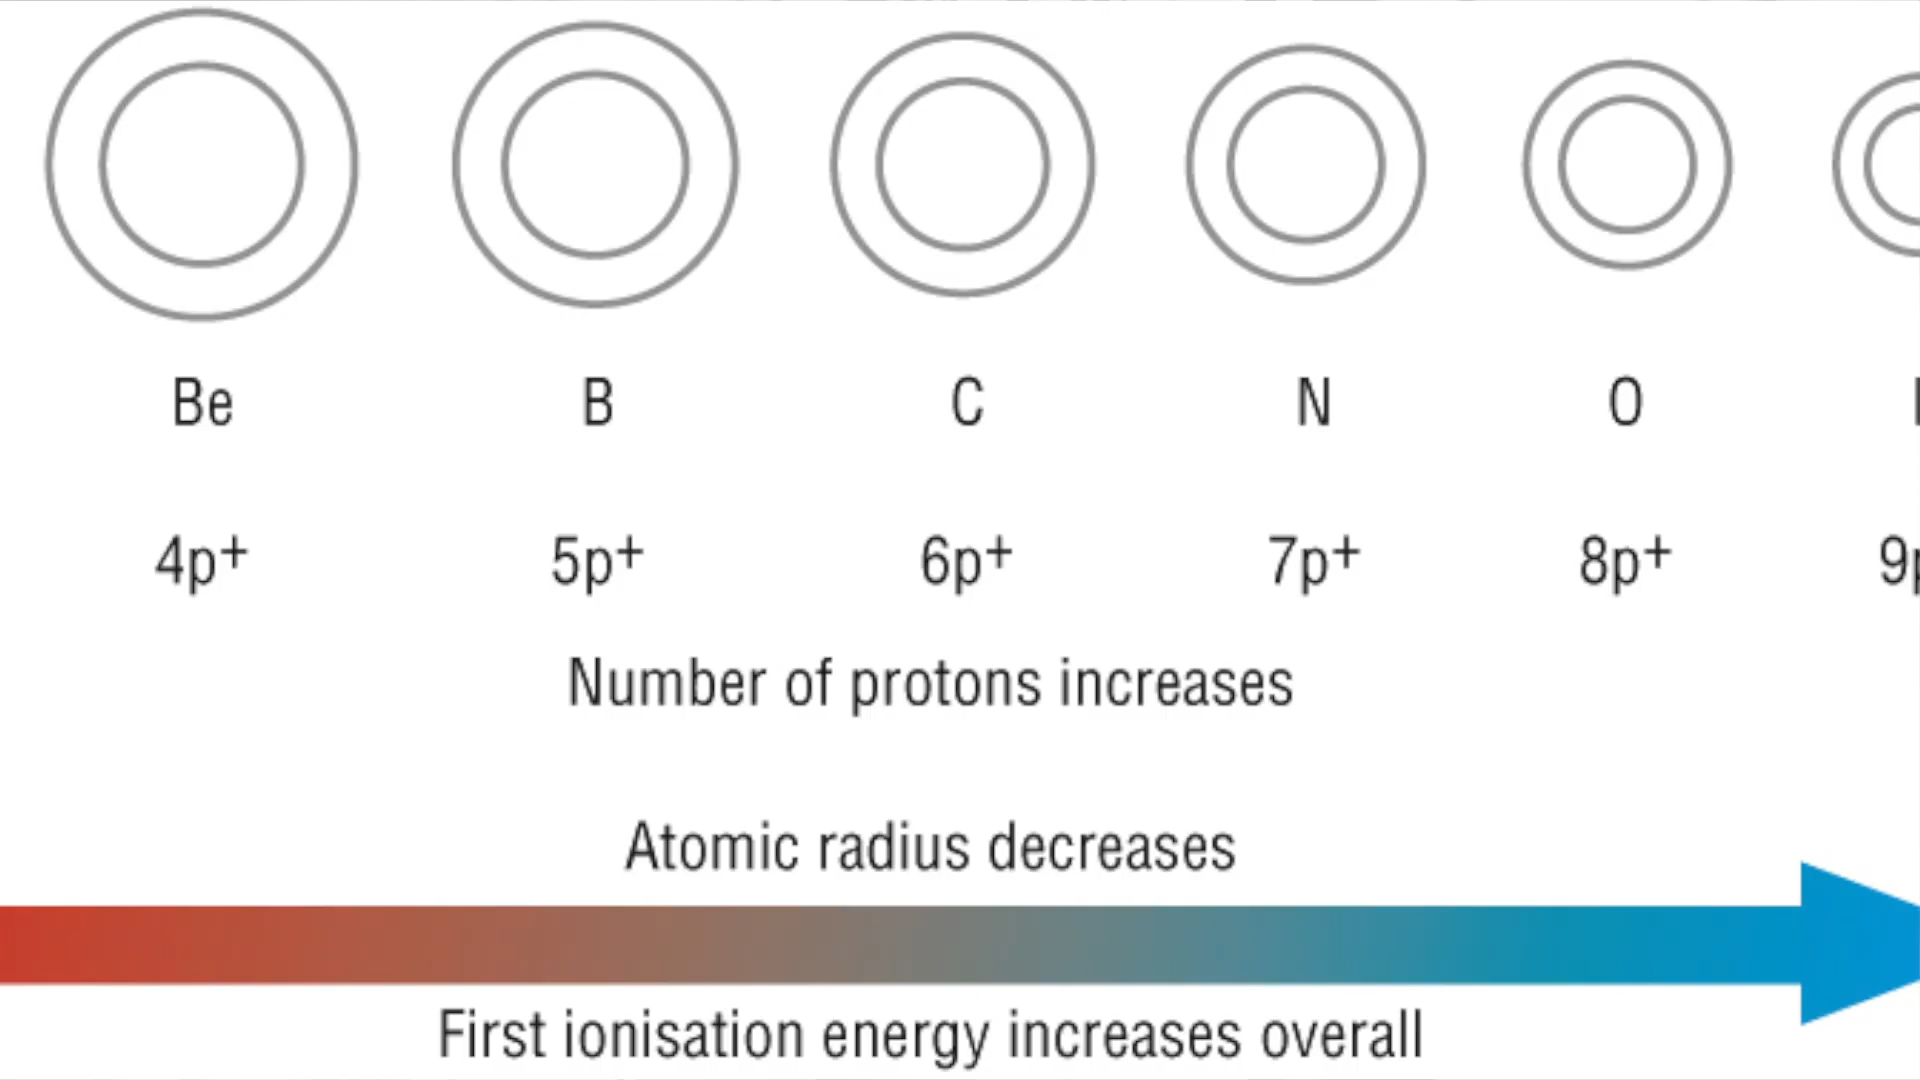 Be B C N O
4p⁺ 5p⁺ 6p⁺ 7p⁺ 8p⁺
Number of protons increases
Atomic radius decreases
First ionisation energy increases overall